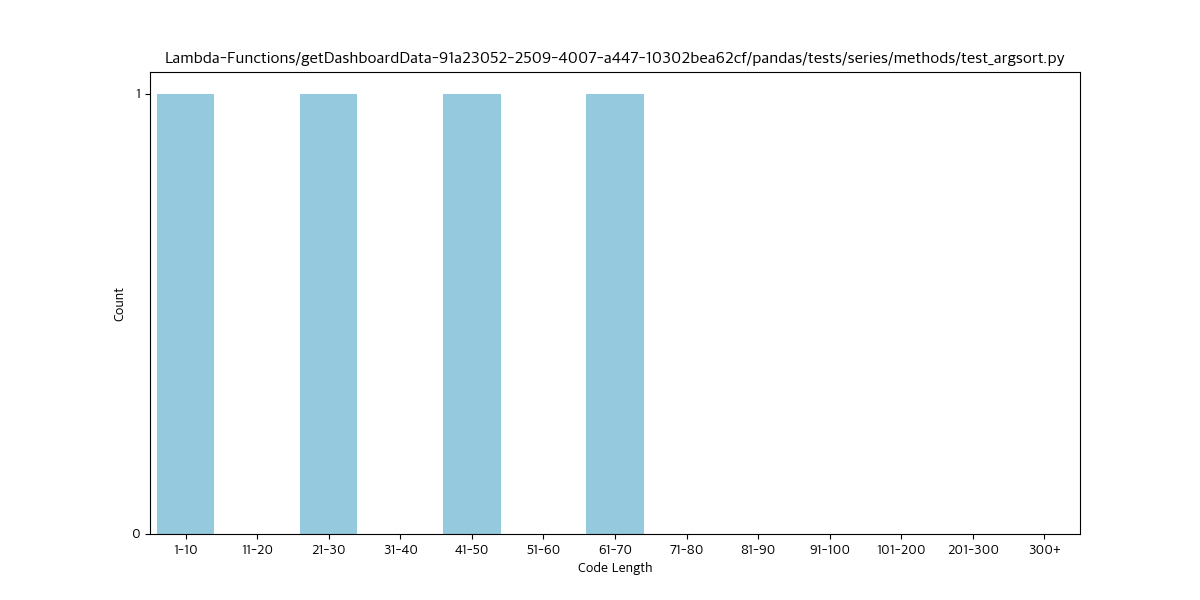 Lambda-Functions/getDashboardData-91a23052-2509-4007-a447-10302bea62cf/pandas/tests/series/methods/test_argsort.py
1
Count
0
1-10 11-20 21-30 31-40 41-50 51-60 61-70 71-80 81-90 91-100 101-200 201-300 300+
Code Length